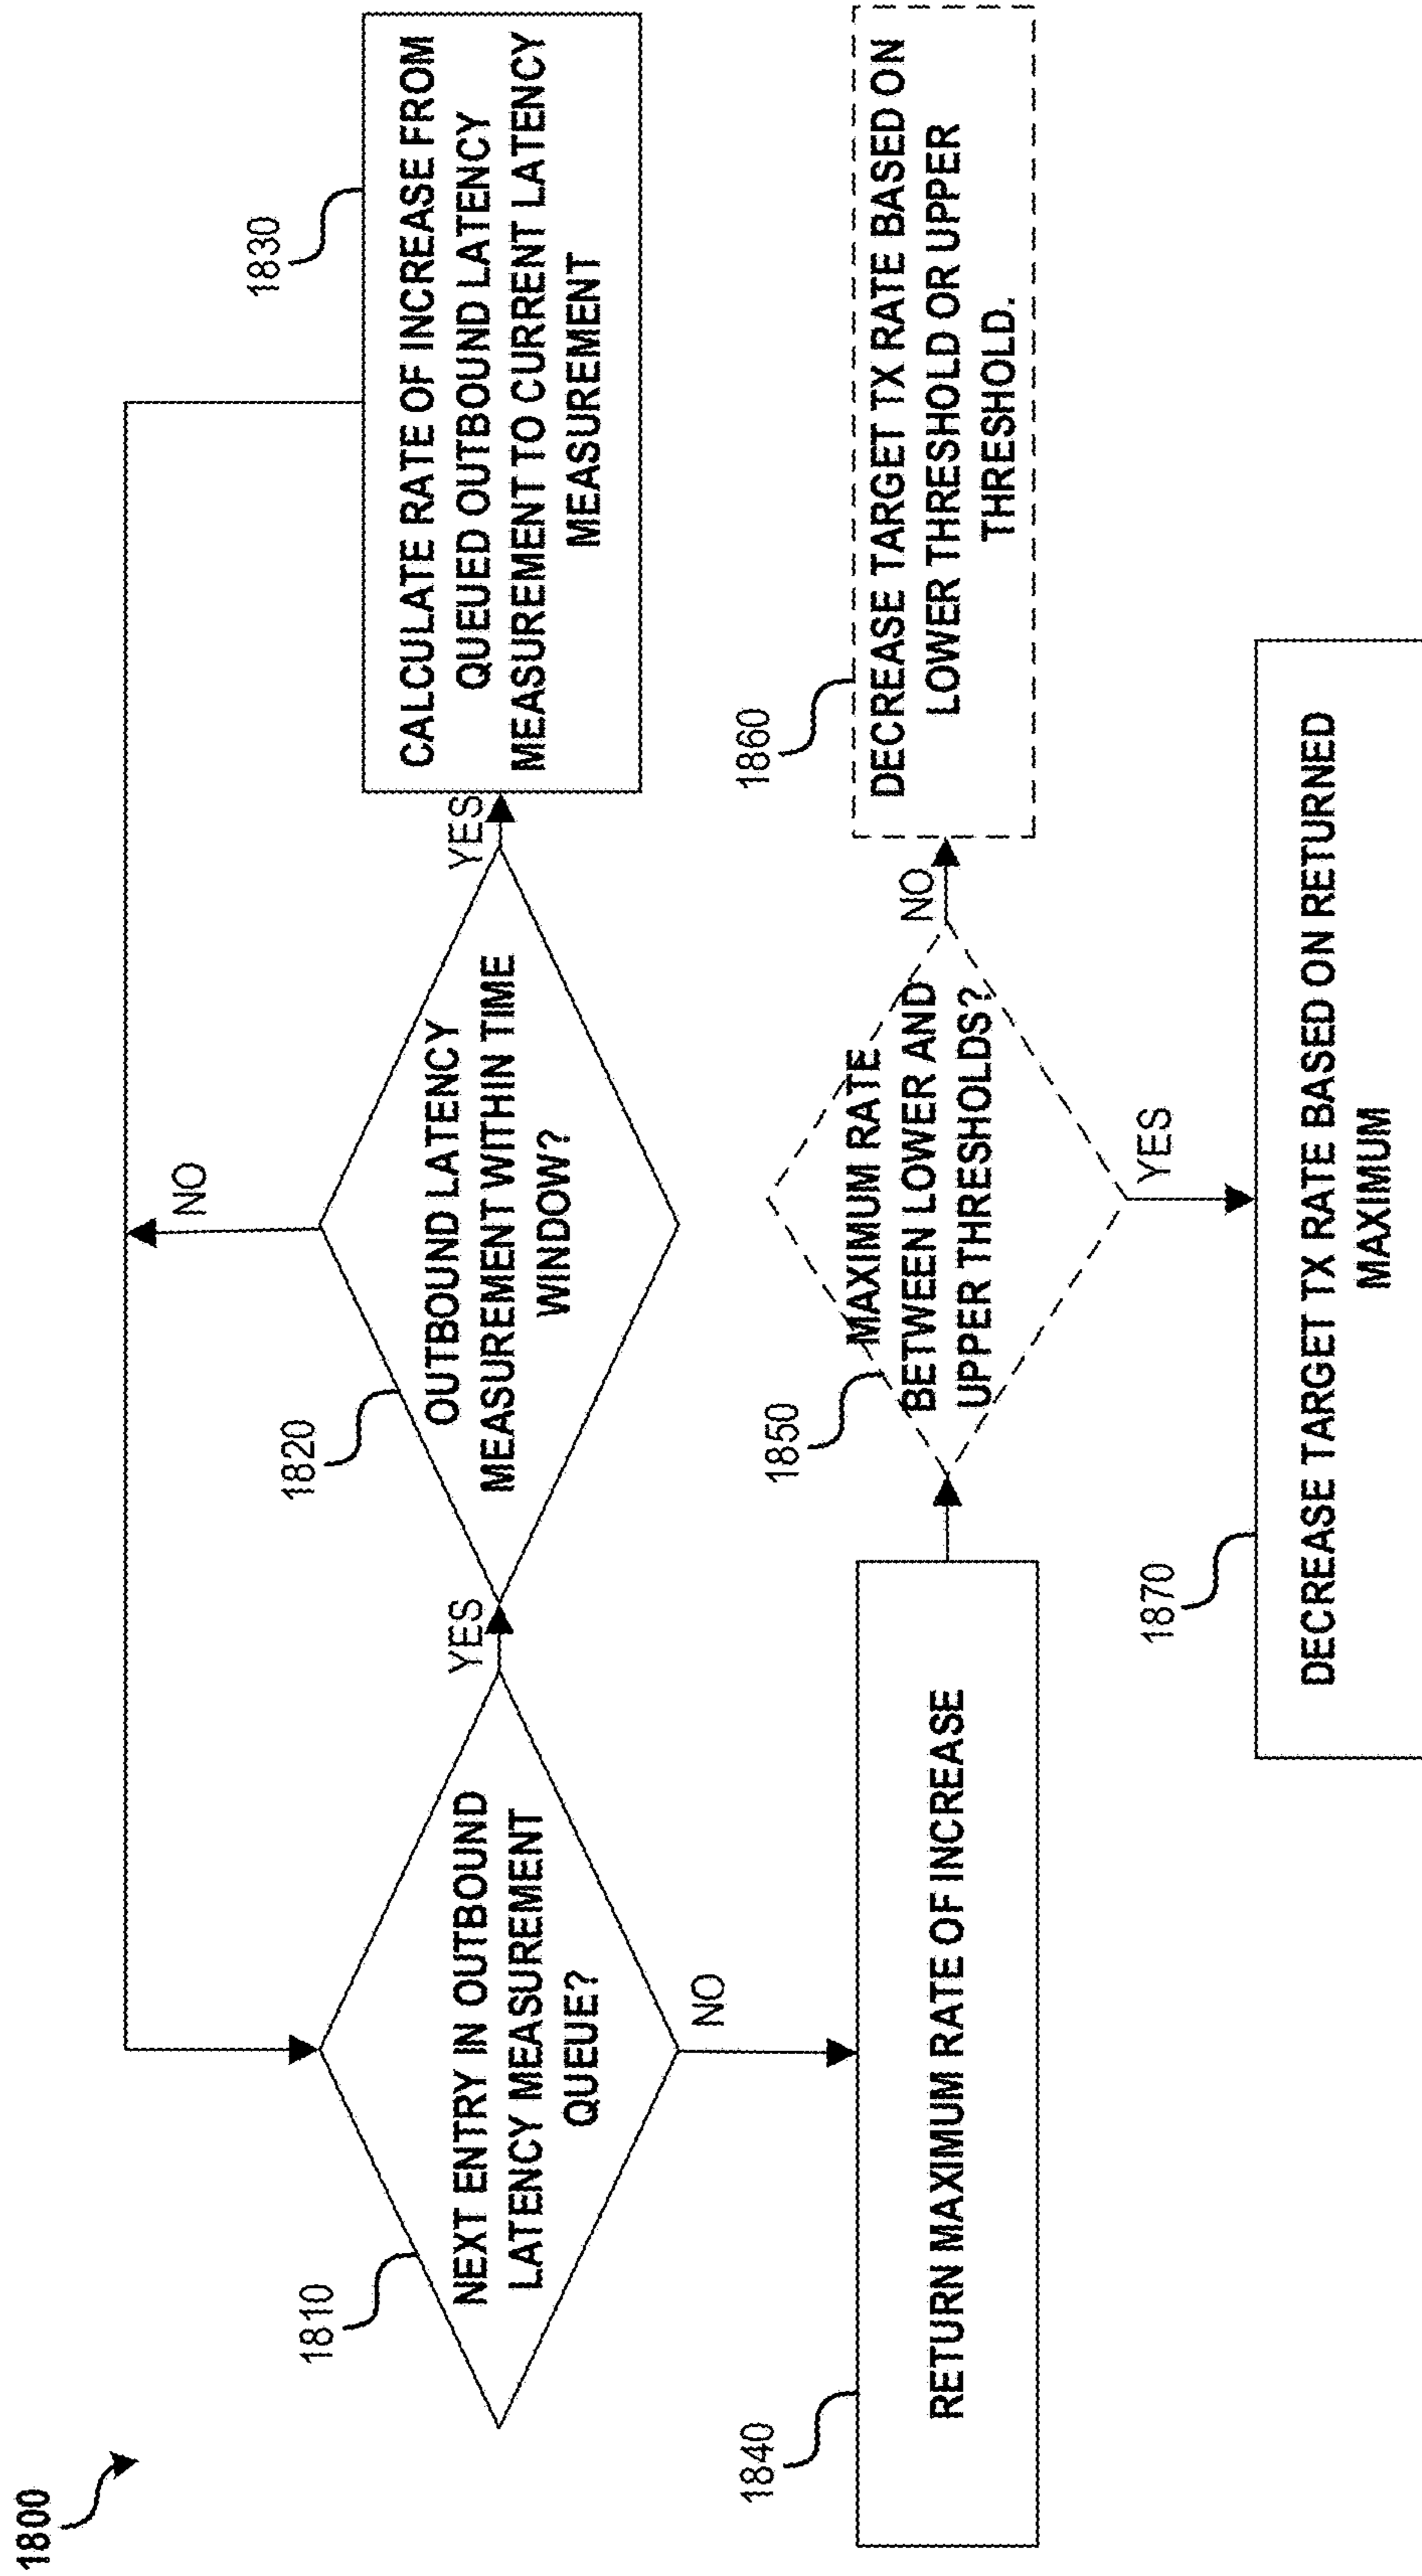 1800
1810
NEXT ENTRY IN OUTBOUND
LATENCY MEASUREMENT
QUEUE?
YES
NO
1820
OUTBOUND LATENCY
MEASUREMENT WITHIN TIME
WINDOW?
NO
YES
1830
CALCULATE RATE OF INCREASE FROM
QUEUED OUTBOUND LATENCY
MEASUREMENT TO CURRENT LATENCY
MEASUREMENT
1840
RETURN MAXIMUM RATE OF INCREASE
1850
MAXIMUM RATE
BETWEEN LOWER AND
UPPER THRESHOLDS?
NO
YES
1860
DECREASE TARGET TX RATE BASED ON
LOWER THRESHOLD OR UPPER
THRESHOLD.
1870
DECREASE TARGET TX RATE BASED ON RETURNED
MAXIMUM